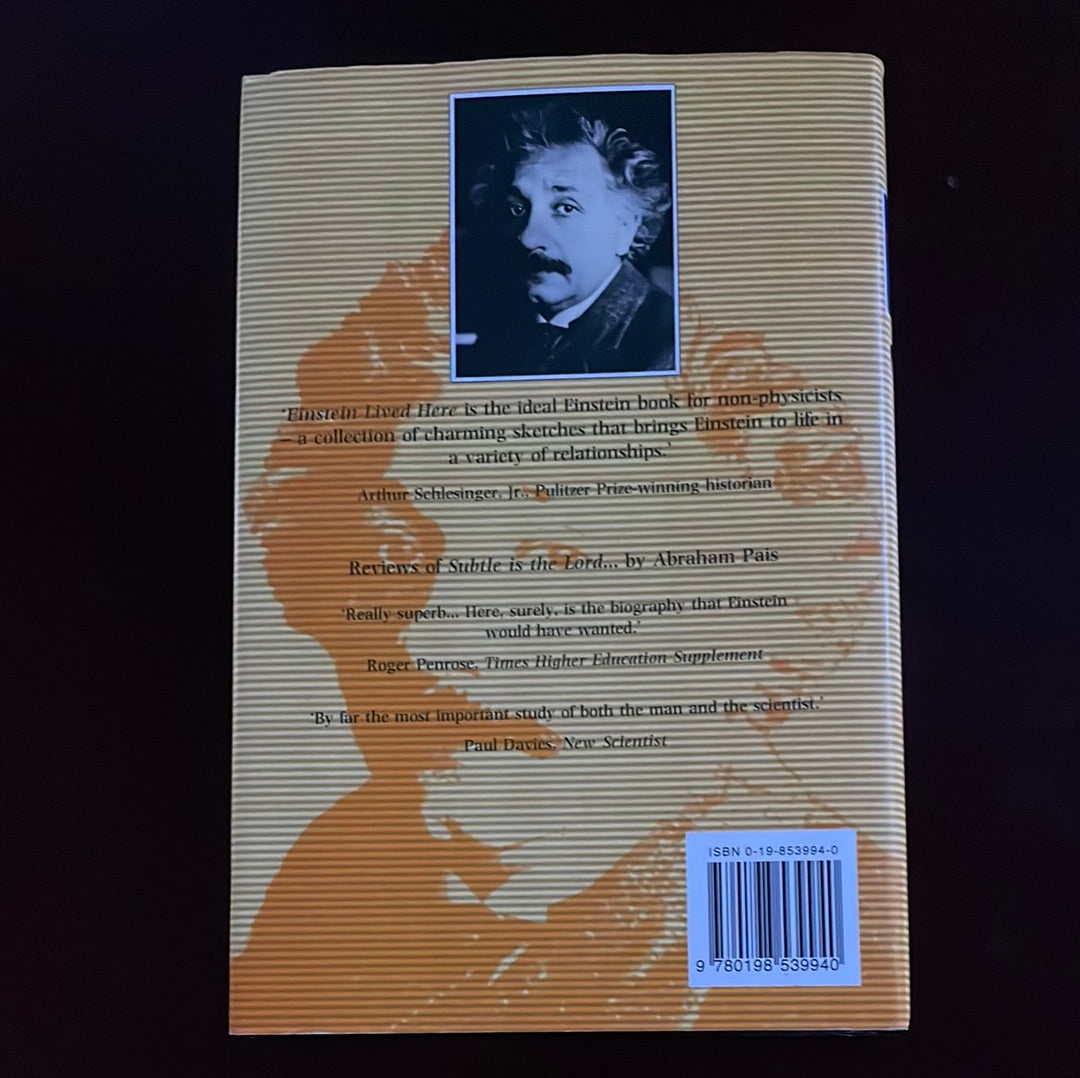 'Einstein Lived Here is the ideal Einstein book for non-physicists
– a collection of charming sketches that brings Einstein to life in
a variety of relationships.'
Arthur Schlesinger, Jr., Pulitzer Prize-winning historian
Reviews of Subtle is the Lord... by Abraham Pais
'Really superb... Here, surely, is the biography that Einstein
would have wanted.'
Roger Penrose, Times Higher Education Supplement
'By far the most important study of both the man and the scientist.'
Paul Davies, New Scientist
ISBN 0-19-853994-0
9 780198 539940